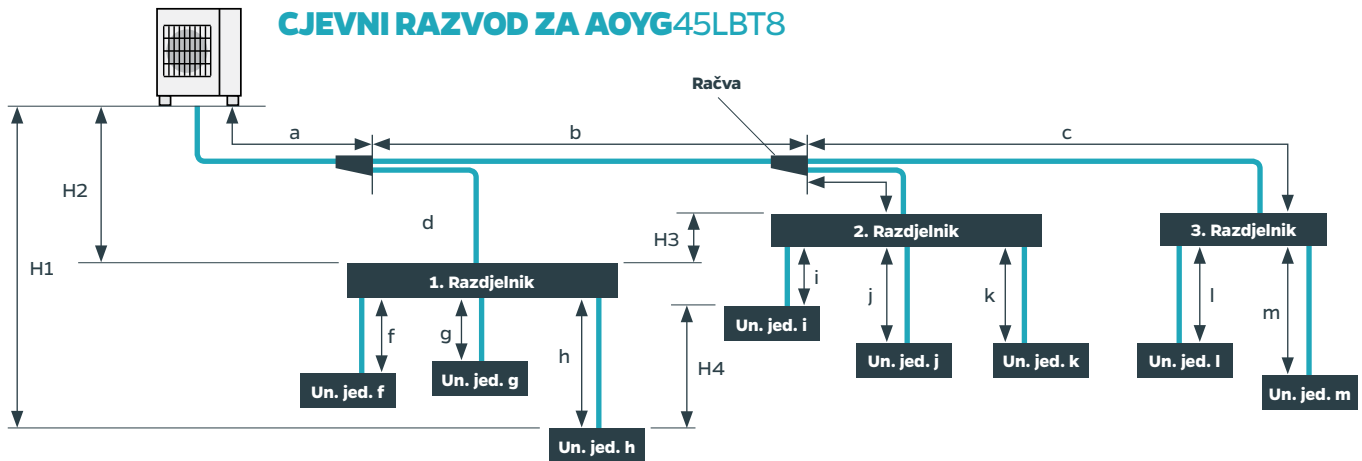 CJEVNI RAZVOD ZA AOYG45LBT8
Račva
a
b
c
H2
d
H3
2. Razdjelnik
3. Razdjelnik
H1
1. Razdjelnik
i
j
k
l
m
Un. jed. i
f
g
h
H4
Un. jed. j
Un. jed. k
Un. jed. l
Un. jed. f
Un. jed. g
Un. jed. m
Un. jed. h